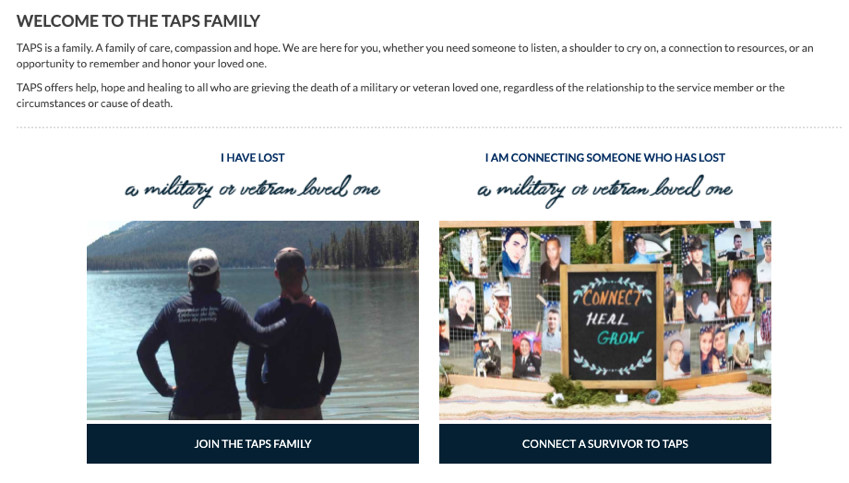 WELCOME TO THE TAPS FAMILY
TAPS is a family. A family of care, compassion and hope. We are here for you, whether you need someone to listen, a shoulder to cry on, a connection to resources, or an
opportunity to remember and honor your loved one.
TAPS offers help, hope and healing to all who are grieving the death of a military or veteran loved one, regardless of the relationship to the service member or the
circumstances or cause of death.
I HAVE LOST
a military or veteran loved one
I AM CONNECTING SOMEONE WHO HAS LOST
a military or veteran loved one
CONNECT
HEAL
GROW
JOIN THE TAPS FAMILY
CONNECT A SURVIVOR TO TAPS